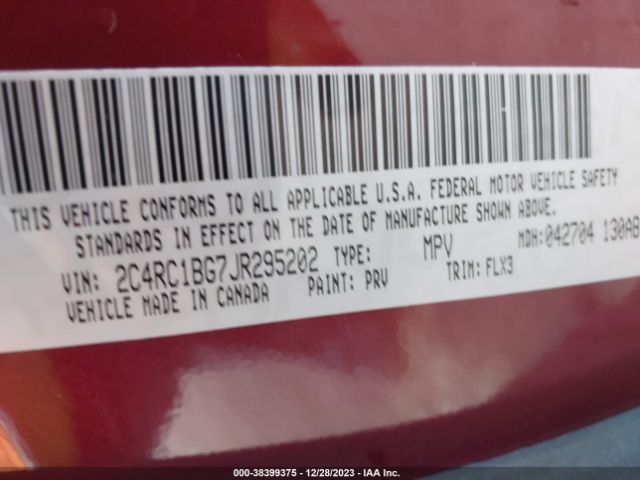 THIS VEHICLE CONFORMS TO ALL APPLICABLE U.S.A. FEDERAL MOTOR VEHICLE SAFETY
STANDARDS IN EFFECT ON THE DATE OF MANUFACTURE SHOWN ABOVE.
VIN: 2C4RC1BG7JR295202 TYPE: MPV MDH:042704 130AB
VEHICLE MADE IN CANADA PAINT: PRV TRIM: FLX3
000-38399375 - 12/28/2023 - IAA Inc.